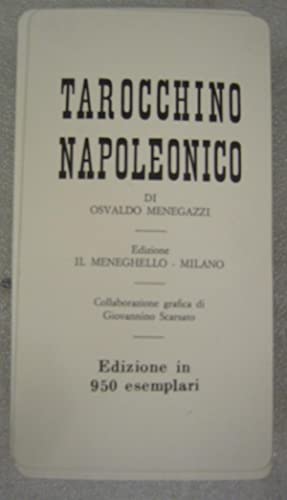 TAROCCHINO
NAPOLEONICO
DI
OSVALDO MENEGAZZI
Edizione
IL MENEGHELLO - MILANO
Collaborazione grafica di
Giovannino Scarsato
Edizione in
950 esemplari